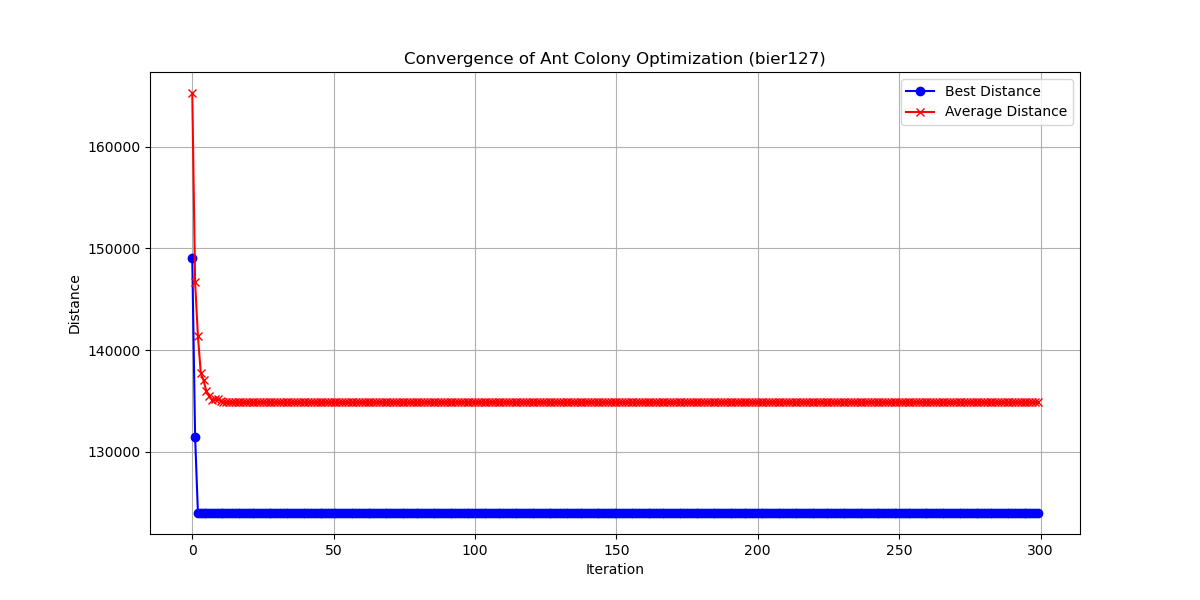 Convergence of Ant Colony Optimization (bier127)
Best Distance
Average Distance
160000
150000
140000
130000
Distance
0 50 100 150 200 250 300
Iteration